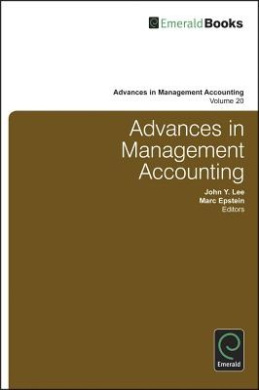 EmeraldBooks
Advances in Management Accounting
Volume 20
Advances in
Management
Accounting
John Y. Lee
Marc Epstein
Editors